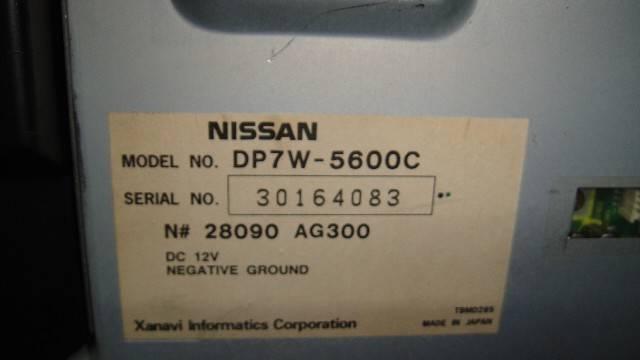 NISSAN
MODEL NO. DP7W-5600C
SERIAL NO. 30164083
N# 28090 AG300
DC 12V
NEGATIVE GROUND
TBM0289
Xanavi Informatics Corporation MADE IN JAPAN